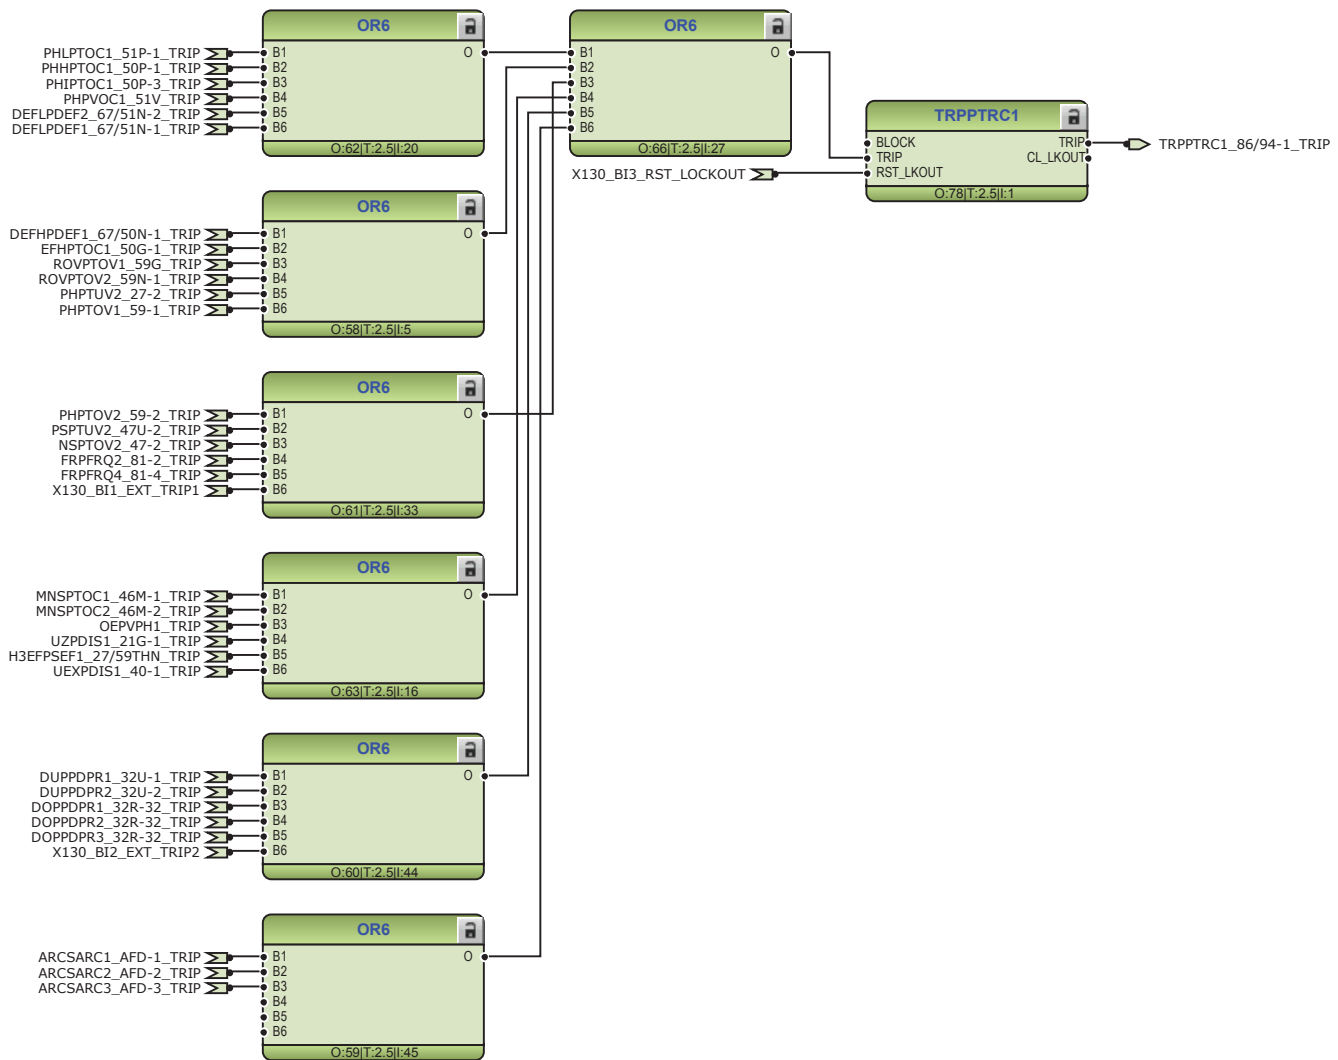 OR6
PHLPTOC1_51P-1_TRIP B1 O
PHHPTOC1_50P-1_TRIP B2
PHIPTOC1_50P-3_TRIP B3
PHPVOC1_51V_TRIP B4
DEFLPDEF2_67/51N-2_TRIP B5
DEFLPDEF1_67/51N-1_TRIP B6
O:62|T:2.5|I:20
OR6
B1 O
B2
B3
B4
B5
B6
O:66|T:2.5|I:27
X130_BI3_RST_LOCKOUT
TRPPTRC1
BLOCK TRIP
TRIP CL_LKOUT
RST_LKOUT
O:78|T:2.5|I:1
TRPPTRC1_86/94-1_TRIP
OR6
DEFHPDEF1_67/50N-1_TRIP B1 O
EFHPTOC1_50G-1_TRIP B2
ROVPTOV1_59G_TRIP B3
ROVPTOV2_59N-1_TRIP B4
PHPTUV2_27-2_TRIP B5
PHPTOV1_59-1_TRIP B6
O:58|T:2.5|I:5
OR6
PHPTOV2_59-2_TRIP B1 O
PSPTUV2_47U-2_TRIP B2
NSPTOV2_47-2_TRIP B3
FRPFRQ2_81-2_TRIP B4
FRPFRQ4_81-4_TRIP B5
X130_BI1_EXT_TRIP1 B6
O:61|T:2.5|I:33
OR6
MNSPTOC1_46M-1_TRIP B1 O
MNSPTOC2_46M-2_TRIP B2
OEPVPH1_TRIP B3
UZPDIS1_21G-1_TRIP B4
H3EFPSEF1_27/59THN_TRIP B5
UEXPDIS1_40-1_TRIP B6
O:63|T:2.5|I:16
OR6
DUPPDPR1_32U-1_TRIP B1 O
DUPPDPR2_32U-2_TRIP B2
DOPPDPR1_32R-32_TRIP B3
DOPPDPR2_32R-32_TRIP B4
DOPPDPR3_32R-32_TRIP B5
X130_BI2_EXT_TRIP2 B6
O:60|T:2.5|I:44
OR6
ARCSARC1_AFD-1_TRIP B1 O
ARCSARC2_AFD-2_TRIP B2
ARCSARC3_AFD-3_TRIP B3
B4
B5
B6
O:59|T:2.5|I:45